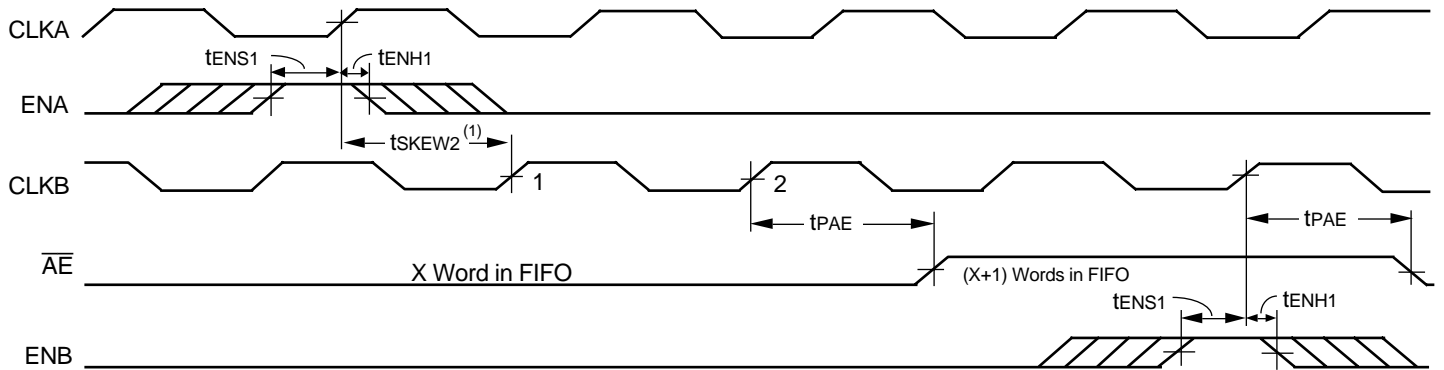 CLKA
tENS1 tENH1
ENA
tSKEW2(1)
CLKB 1 2
tPAE tPAE
AE X Word in FIFO (X+1) Words in FIFO
tENS1 tENH1
ENB